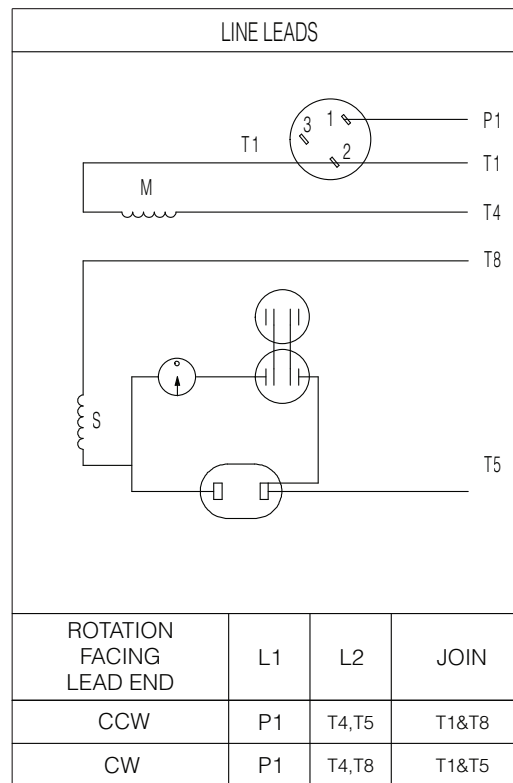 LINE LEADS
P1
1
3
T1
2
T1
M
T4
T8
S
T5
ROTATION
FACING
LEAD END
L1
L2
JOIN
CCW
P1
T4,T5
T1&T8
CW
P1
T4,T8
T1&T5